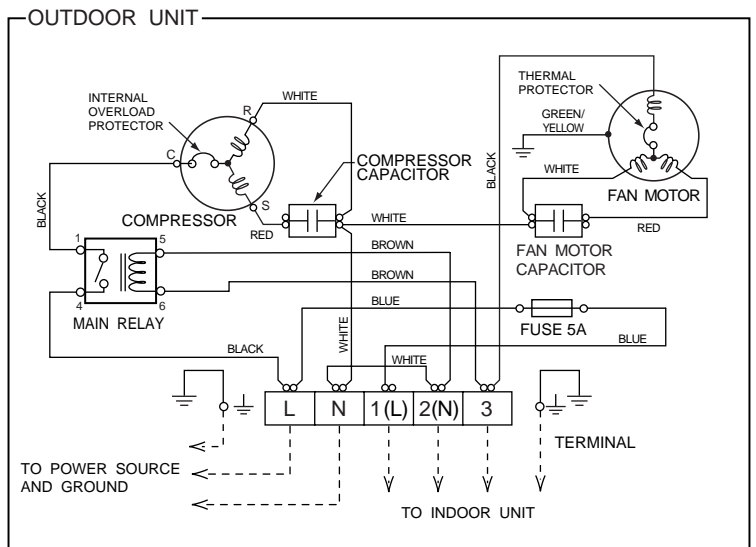 OUTDOOR UNIT
INTERNAL
OVERLOAD
PROTECTOR
WHITE
R
C
S
COMPRESSOR
COMPRESSOR
CAPACITOR
THERMAL
PROTECTOR
GREEN/
YELLOW
BLACK
WHITE
FAN MOTOR
RED
FAN MOTOR
CAPACITOR
BLACK
RED
WHITE
1
5
4
6
MAIN RELAY
BROWN
BROWN
BLUE
FUSE 5A
BLUE
BLACK
WHITE
WHITE
L
N
1(L)
2(N)
3
TERMINAL
TO POWER SOURCE
AND GROUND
TO INDOOR UNIT